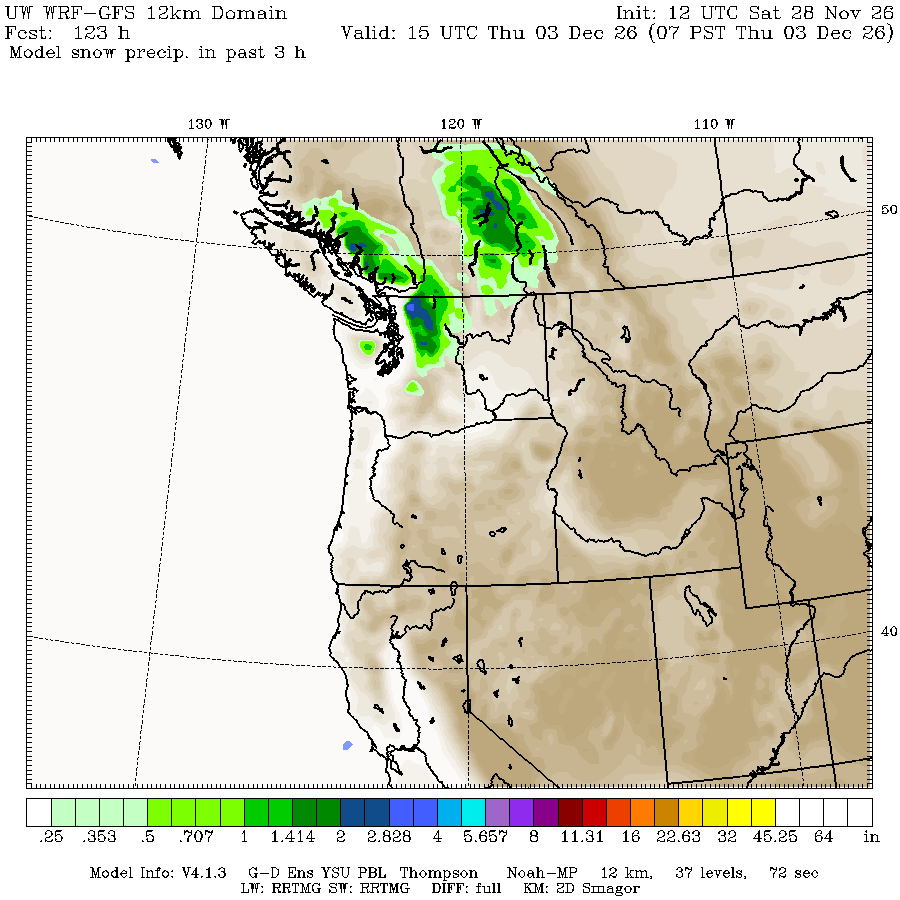 UW WRF-GFS 12km Domain Init: 12 UTC Sat 28 Nov 26
Fcst: 123 h Valid: 15 UTC Thu 03 Dec 26 (07 PST Thu 03 Dec 26)
Model snow precip. in past 3 h
130 W 120 W 110 W
50
40
.25 .353 .5 .707 1 1.414 2 2.828 4 5.657 8 11.31 16 22.63 32 45.25 64 in
Model Info: V4.1.3 G-D Ens YSU PBL Thompson Noah-MP 12 km, 37 levels, 72 sec
LW: RRTMG SW: RRTMG DIFF: full KM: 2D Smagor